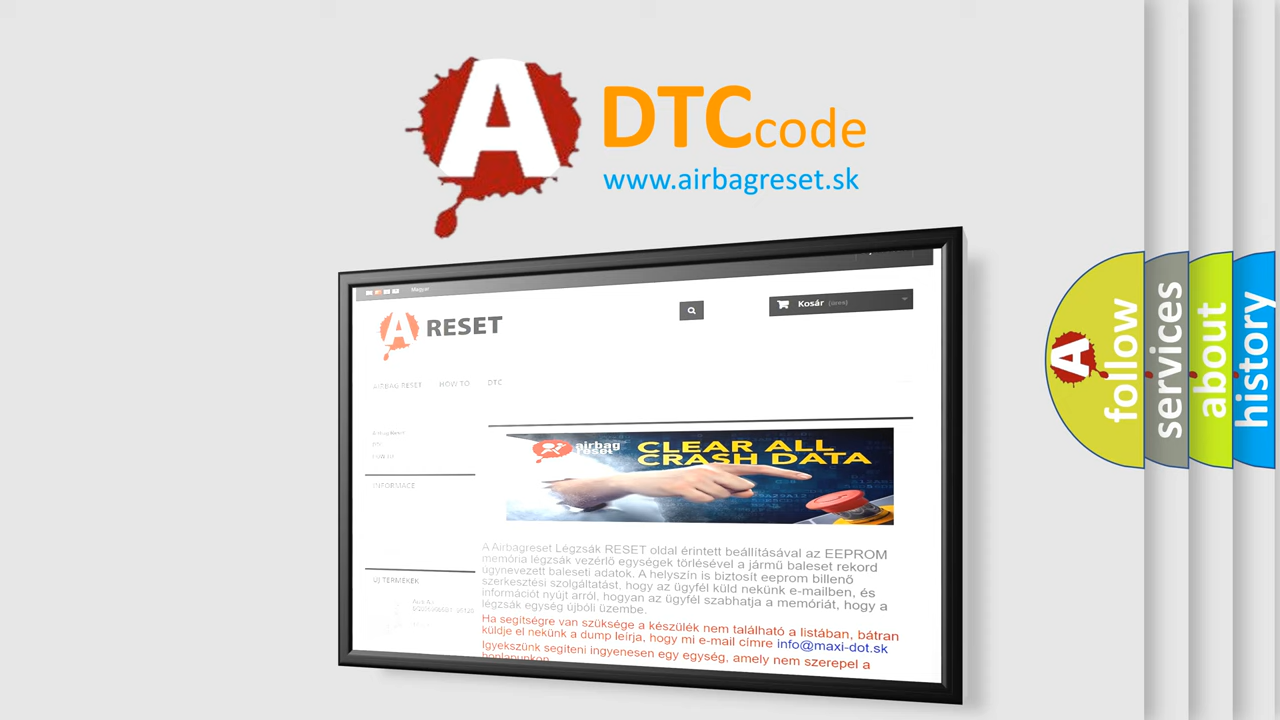 A
DTCcode
www.airbagreset.sk
Magyar
A RESET
Kosár (üres)
AIRBAG RESET HOW TO DTC
INFORMACE
airbag
reset
CLEAR ALL
CRASH DATA
A Airbagreset Légzsák RESET oldal érintett beállításával az EEPROM
memória légzsák vezérlő egységek törlésével a jármű baleset rekord
úgynevezett baleseti adatok. A helyszín is biztosít eeprom billenő
szerkesztési szolgáltatást, hogy az ügyfél küld nekünk e-mailben, és
információt nyújt arról, hogyan az ügyfél szabhatja a memóriát, hogy a
légzsák egység újbóli üzembe.
Ha segítségre van szüksége a készülék nem található a listában, bátran
küldje el nekünk a dump leírja, hogy mi e-mail címre info@maxi-dot.sk
Igyekszünk segíteni ingyenesen egy egység, amely nem szerepel a
honlapunkon
ÚJ TERMÉKEK
A
follow
services
about
history